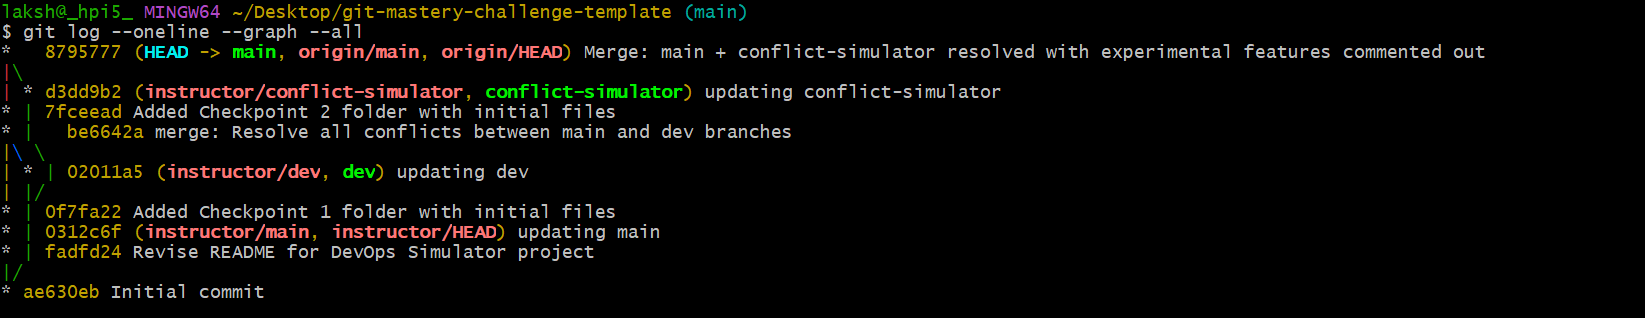 laksh@_hpi5_ MINGW64 ~/Desktop/git-mastery-challenge-template (main)
$ git log --oneline --graph --all
*   8795777 (HEAD -> main, origin/main, origin/HEAD) Merge: main + conflict-simulator resolved with experimental features commented out
|\
| * d3dd9b2 (instructor/conflict-simulator, conflict-simulator) updating conflict-simulator
* | 7fceead Added Checkpoint 2 folder with initial files
* |   be6642a merge: Resolve all conflicts between main and dev branches
|\ \
| * | 02011a5 (instructor/dev, dev) updating dev
| |/
* | 0f7fa22 Added Checkpoint 1 folder with initial files
* | 0312c6f (instructor/main, instructor/HEAD) updating main
* | fadfd24 Revise README for DevOps Simulator project
|/
* ae630eb Initial commit